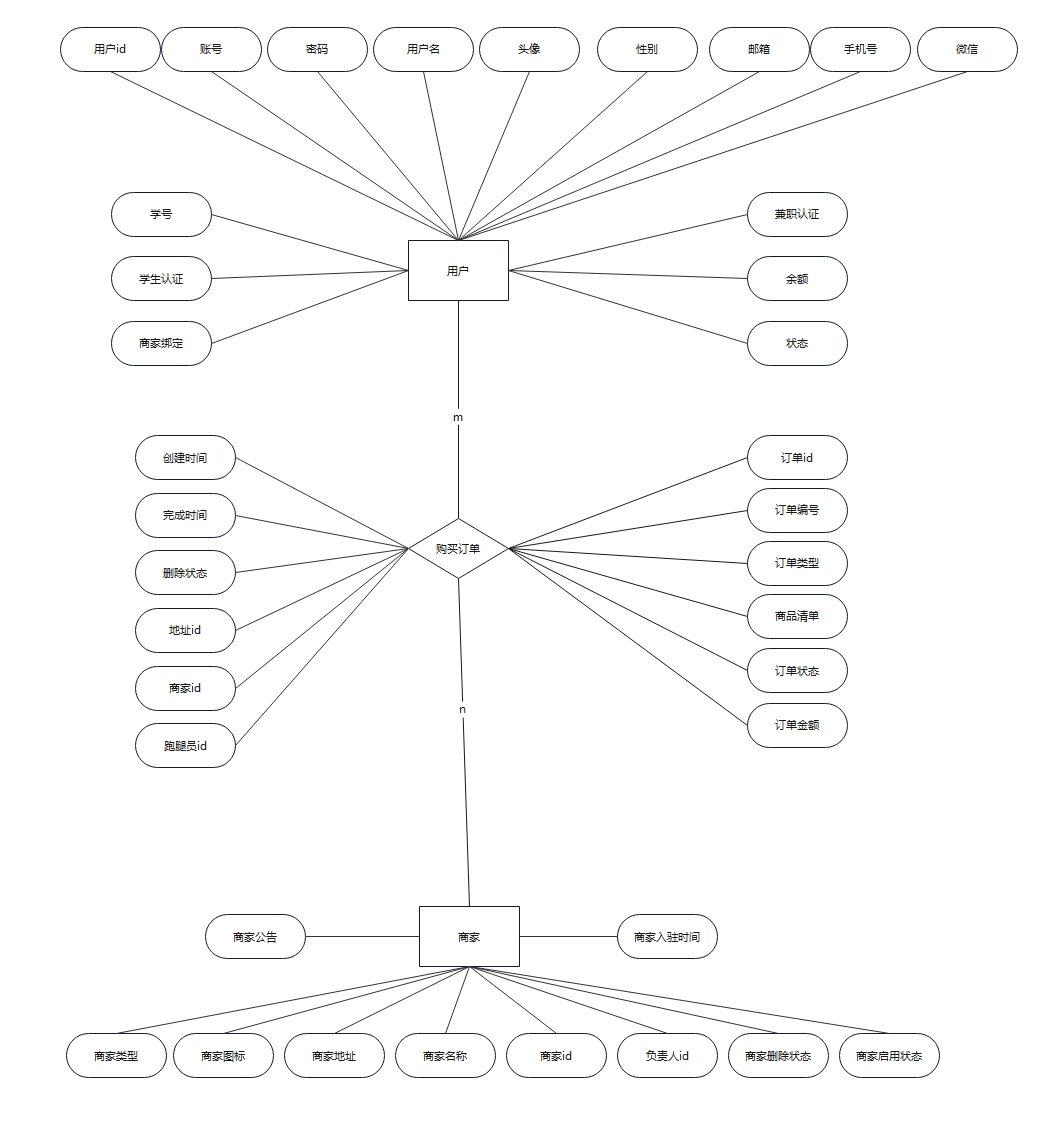 用户id
账号
密码
用户名
头像
性别
邮箱
手机号
微信
学号
兼职认证
用户
学生认证
余额
商家绑定
状态
m
创建时间
订单id
完成时间
订单编号
购买订单
删除状态
订单类型
地址id
商品清单
商家id
订单状态
跑腿员id
订单金额
n
商家公告
商家
商家入驻时间
商家类型
商家图标
商家地址
商家名称
商家id
负责人id
商家删除状态
商家启用状态